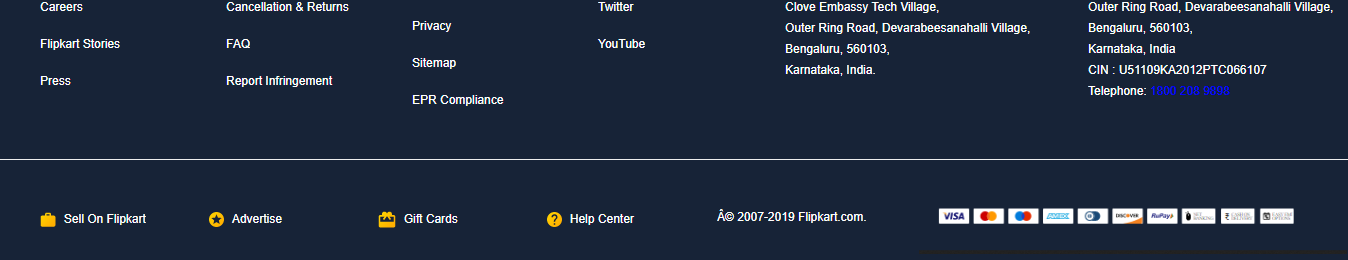 Careers
Flipkart Stories
Press
Cancellation & Returns
FAQ
Report Infringement
Privacy
Sitemap
EPR Compliance
Twitter
YouTube
Clove Embassy Tech Village,
Outer Ring Road, Devarabeesanahalli Village,
Bengaluru, 560103,
Karnataka, India.
Outer Ring Road, Devarabeesanahalli Village,
Bengaluru, 560103,
Karnataka, India
CIN : U51109KA2012PTC066107
Telephone: 1800 208 9898
Sell On Flipkart
Advertise
Gift Cards
Help Center
Â© 2007-2019 Flipkart.com.
VISA
DISCOVER
RuPay